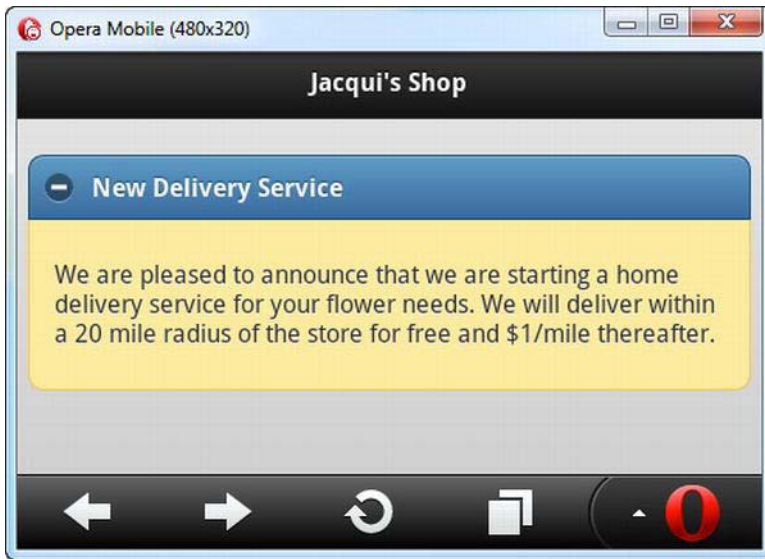 Opera Mobile (480x320)
Jacqui's Shop
New Delivery Service
We are pleased to announce that we are starting a home
delivery service for your flower needs. We will deliver within
a 20 mile radius of the store for free and $1/mile thereafter.